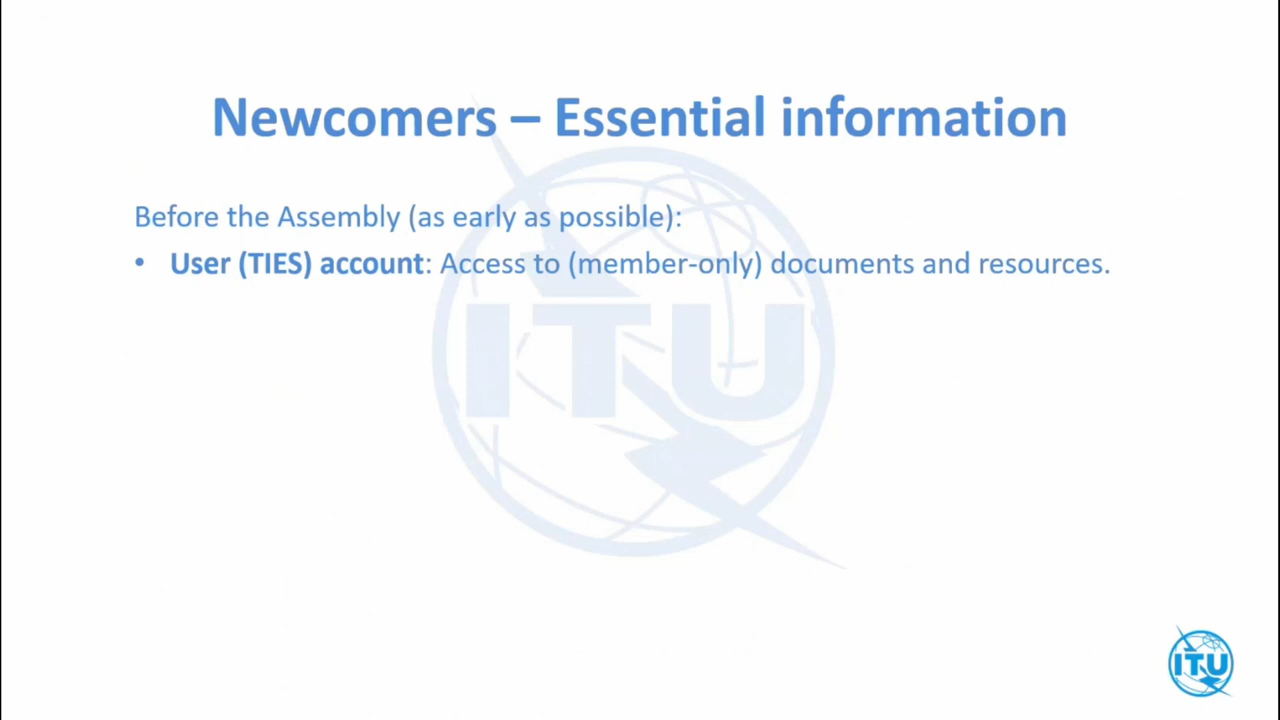 Newcomers – Essential information
Before the Assembly (as early as possible):
• User (TIES) account: Access to (member-only) documents and resources.
ITU
ITU